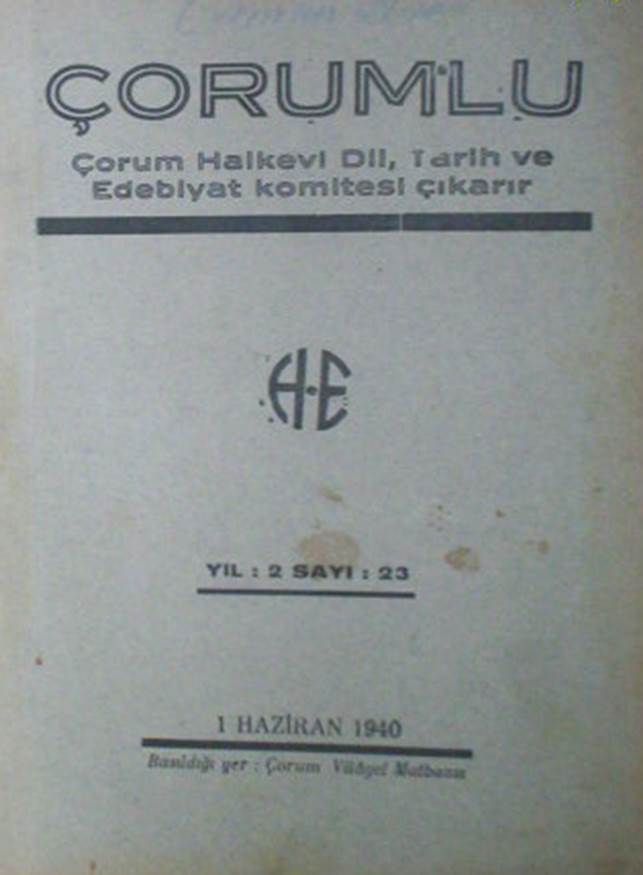 ÇORUMLU
Çorum Halkevi Dil, Tarih ve
Edebiyat komitesi çıkarır
H·E
YIL : 2 SAYI : 23
1 HAZİRAN 1940
Basıldığı yer : Çorum Vilâyet Matbaası